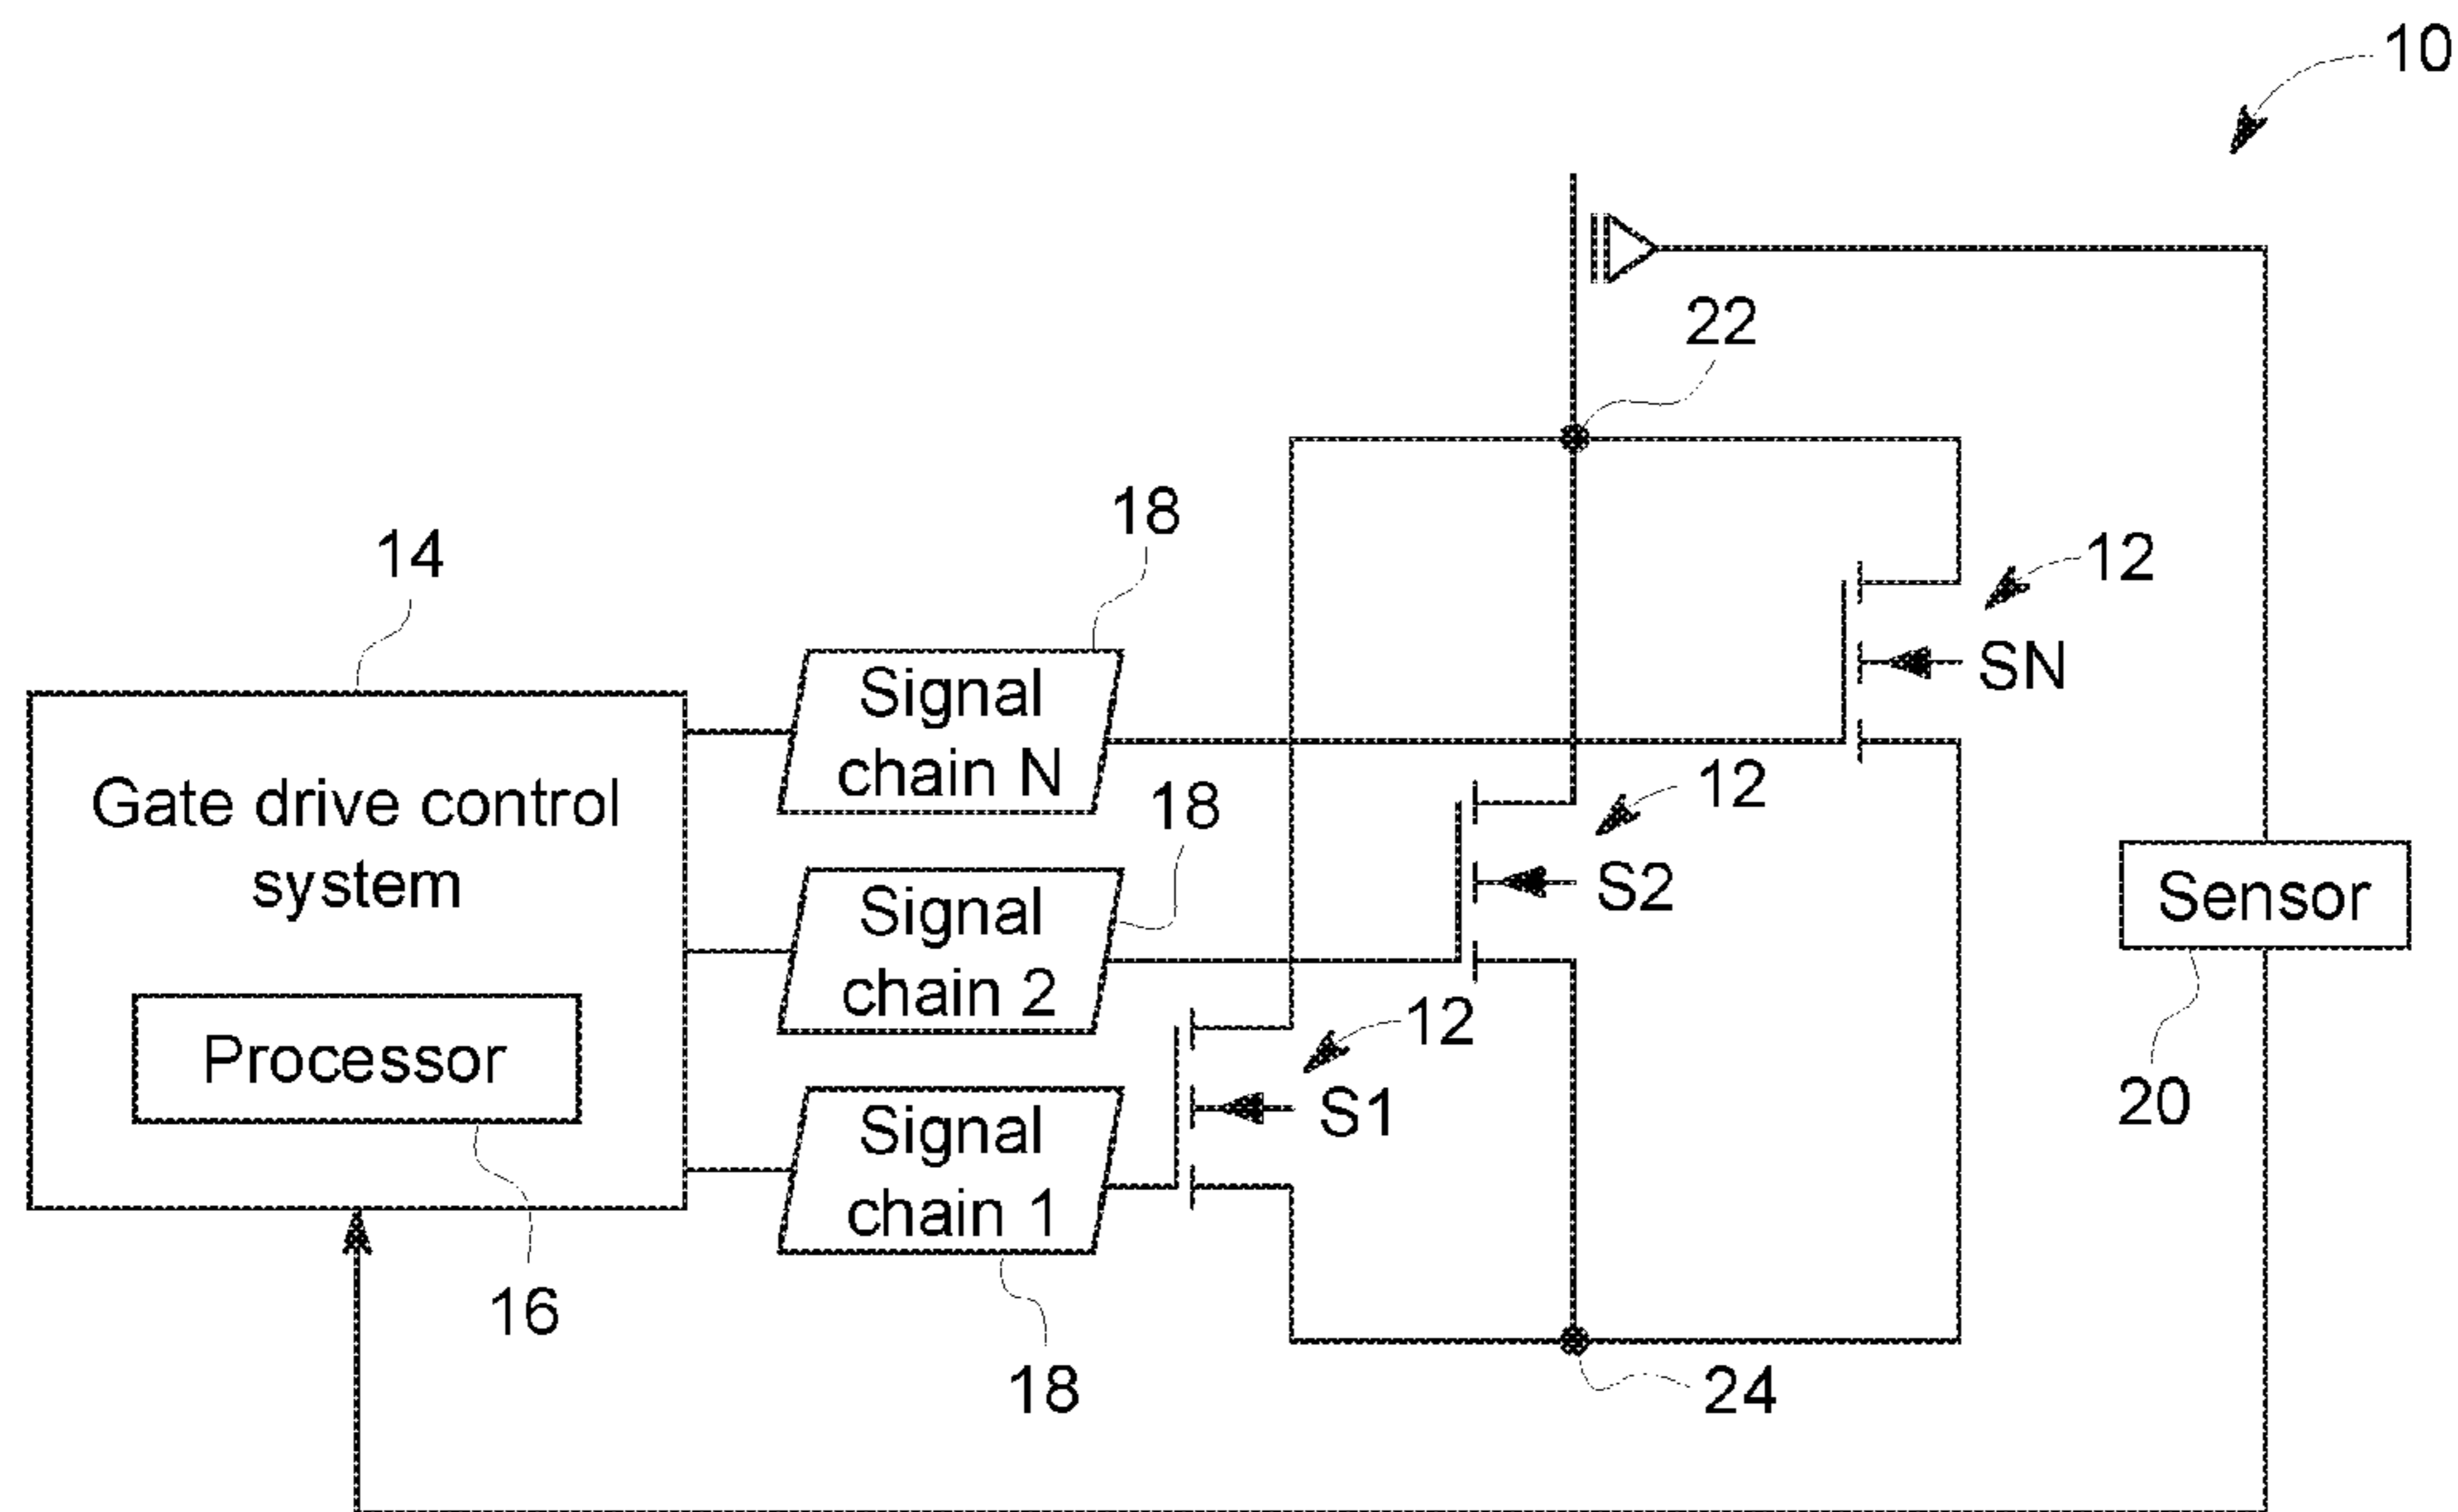 10
22
18
14
12
Signal
chain N
SN
Gate drive control
system
12
18
S2
Signal
chain 2
Sensor
12
Processor
S1
Signal
chain 1
20
16
18
24